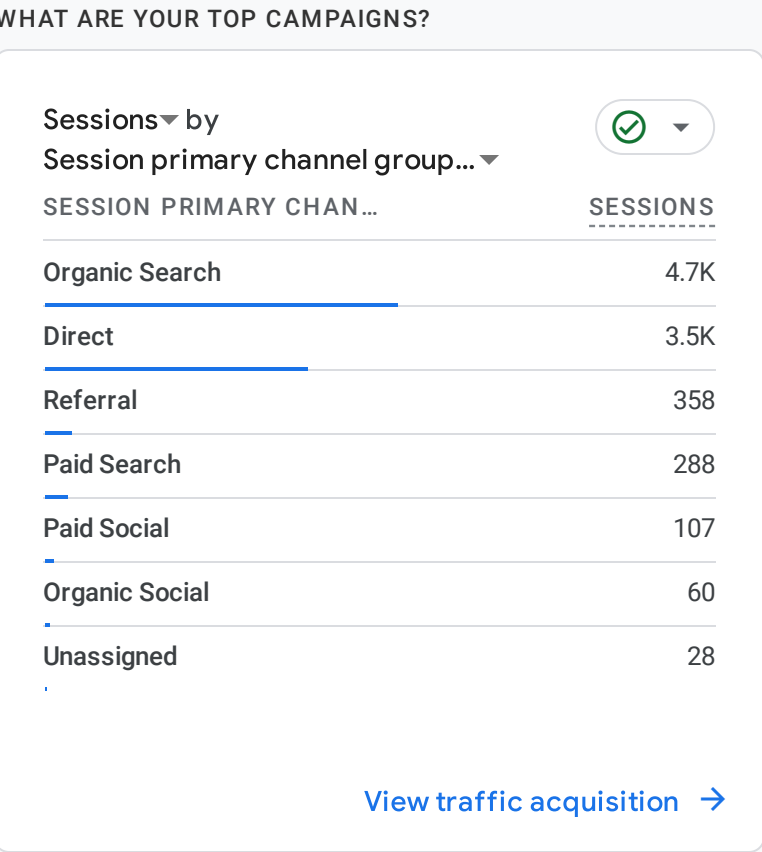 WHAT ARE YOUR TOP CAMPAIGNS?
Sessions by
Session primary channel group...
SESSION PRIMARY CHAN... SESSIONS
Organic Search 4.7K
Direct 3.5K
Referral 358
Paid Search 288
Paid Social 107
Organic Social 60
Unassigned 28
View traffic acquisition